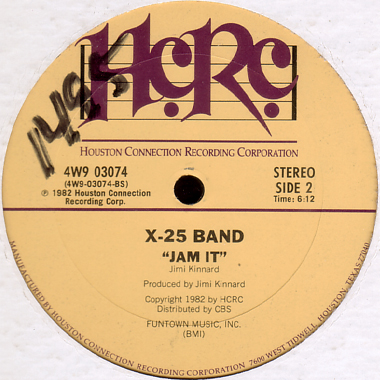 HCRC.
1495
HOUSTON CONNECTION RECORDING CORPORATION
4W9 03074
(4W9-03074-BS)
℗ 1982 Houston Connection
Recording Corp.
STEREO
SIDE 2
Time: 6:12
X-25 BAND
"JAM IT"
Jimi Kinnard
Produced by Jimi Kinnard
Copyright 1982 by HCRC
Distributed by CBS
FUNTOWN MUSIC, INC.
(BMI)
MANUFACTURED BY HOUSTON CONNECTION RECORDING CORPORATION 7600 WEST TIDWELL, HOUSTON, TEXAS 77040